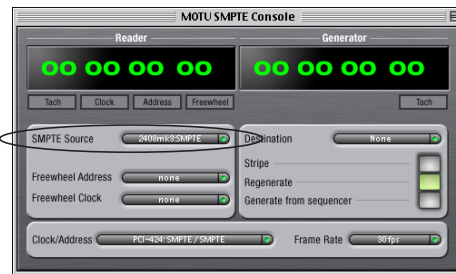 MOTU SMPTE Console
Reader
Generator
00 00 00 00
00 00 00 00
Tach Clock Address Freewheel
Tach
SMPTE Source 2408mk3:SMPTE
Destination None
Stripe
Freewheel Address none
Regenerate
Freewheel Clock none
Generate from sequencer
Clock/Address PCI-424: SMPTE / SMPTE
Frame Rate 30 fps